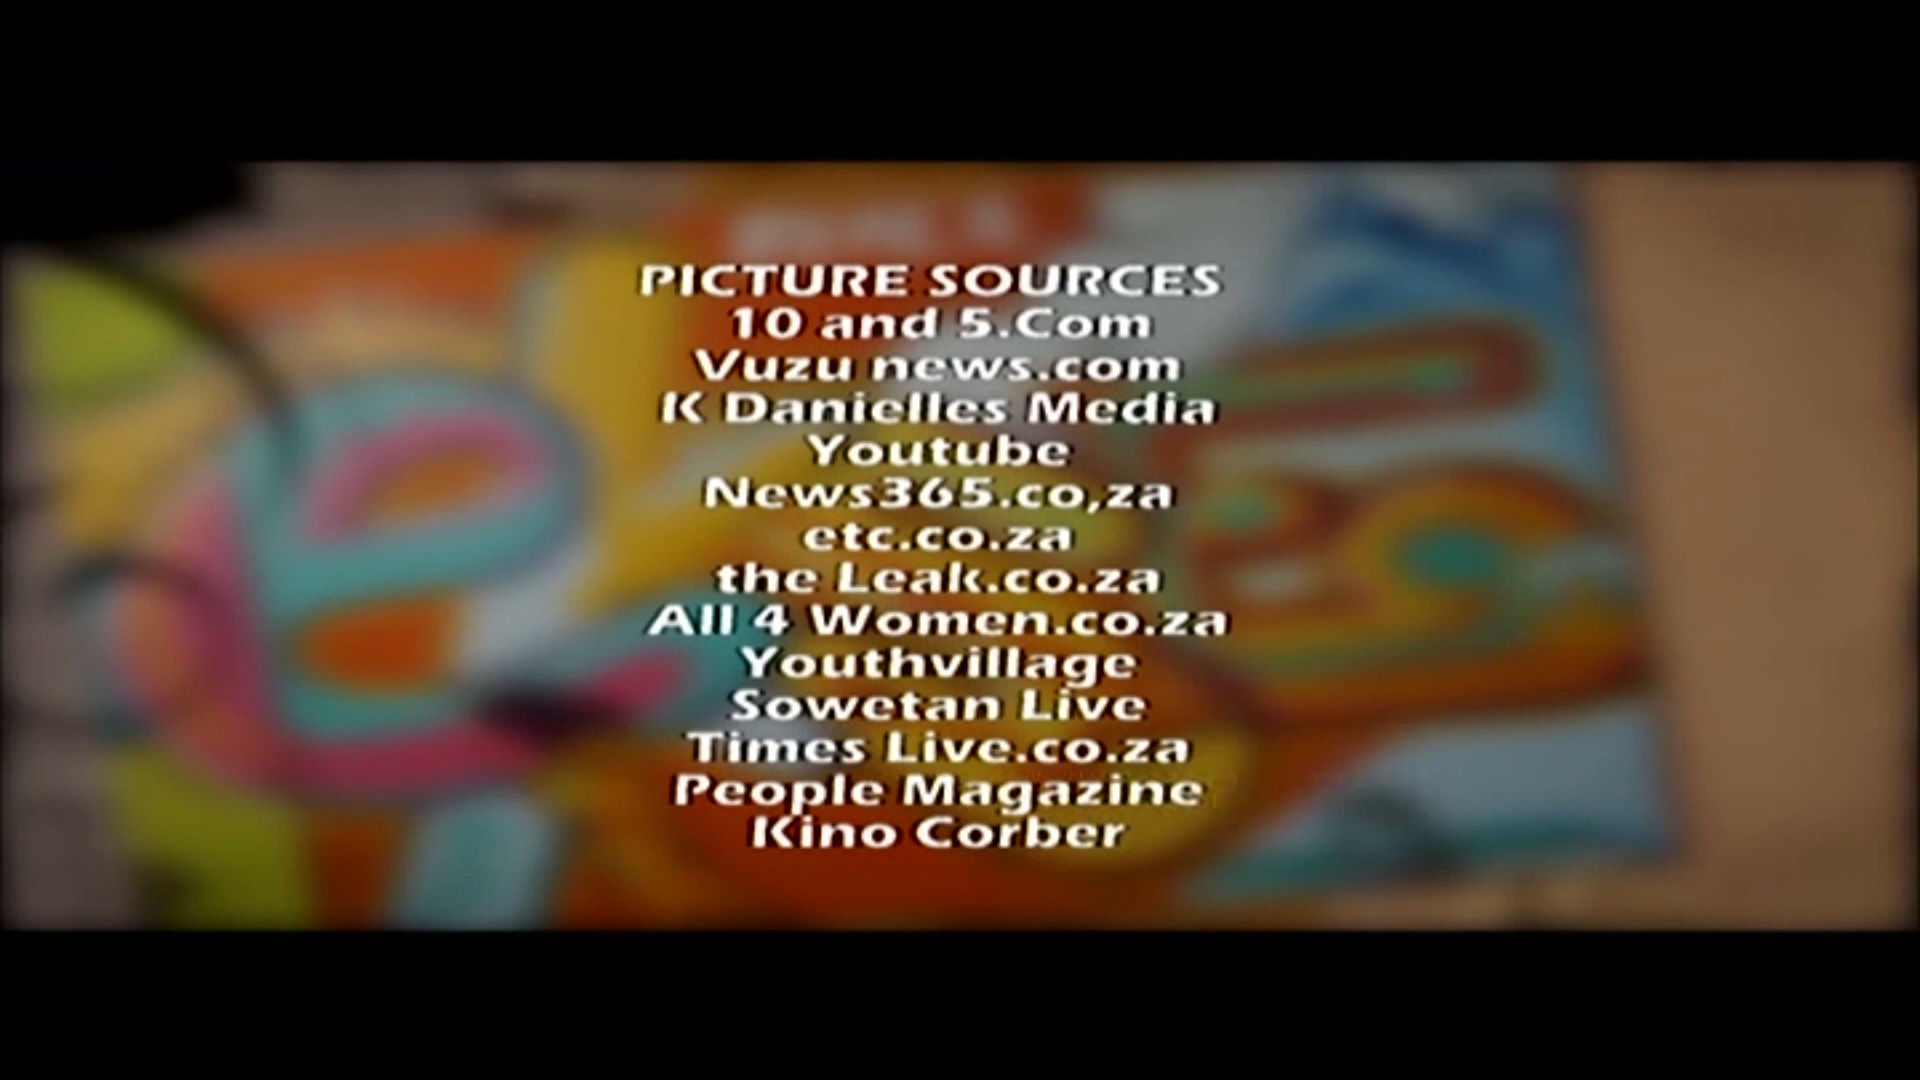 PICTURE SOURCES
10 and 5.Com
Vuzu news.com
K Danielles Media
Youtube
News365.co,za
etc.co.za
the Leak.co.za
All 4 Women.co.za
Youthvillage
Sowetan Live
Times Live.co.za
People Magazine
Kino Corber